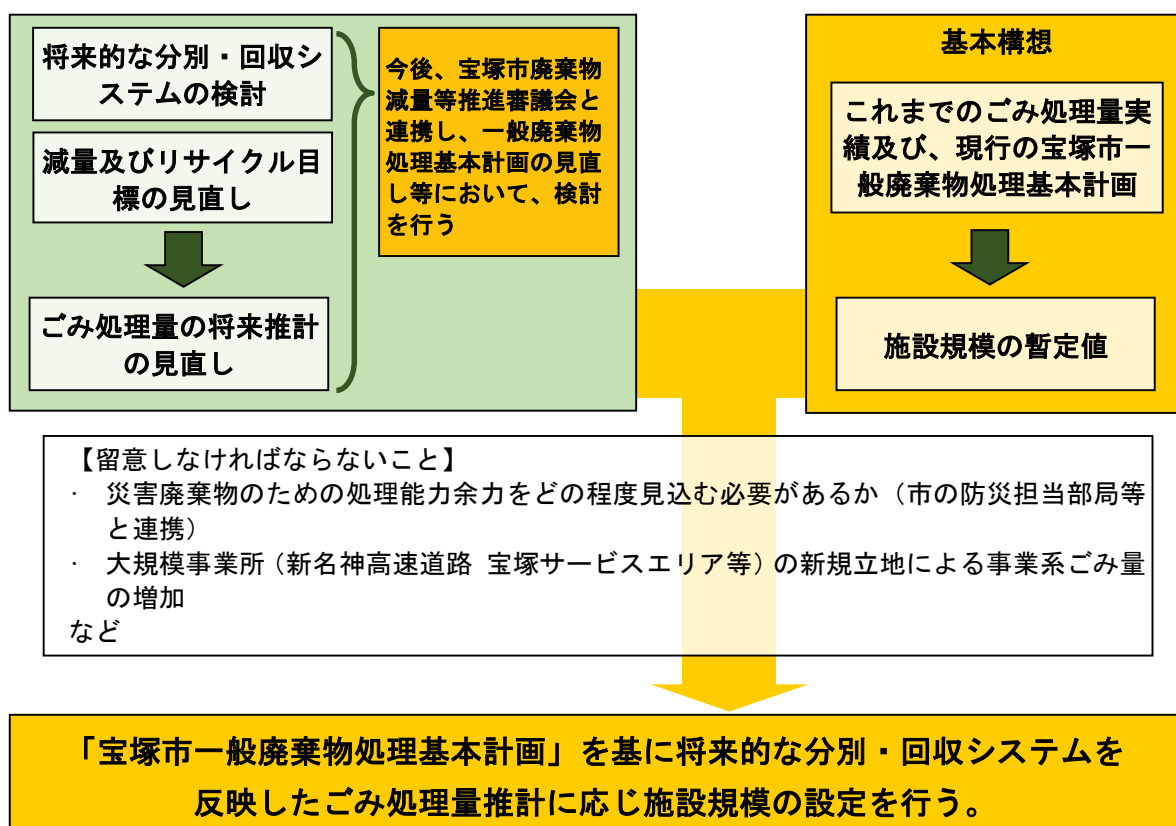 将来的な分別・回収シ
ステムの検討
減量及びリサイクル目
標の見直し
ごみ処理量の将来推計
の見直し
今後、宝塚市廃棄物
減量等推進審議会と
連携し、一般廃棄物
処理基本計画の見直
し等において、検討
を行う
基本構想
これまでのごみ処理量実
績及び、現行の宝塚市一
般廃棄物処理基本計画
施設規模の暫定値
【留意しなければならないこと】
・ 災害廃棄物のための処理能力余力をどの程度見込む必要があるか（市の防災担当部局等
と連携）
・ 大規模事業所（新名神高速道路 宝塚サービスエリア等）の新規立地による事業系ごみ量
の増加
など
「宝塚市一般廃棄物処理基本計画」を基に将来的な分別・回収システムを
反映したごみ処理量推計に応じ施設規模の設定を行う。